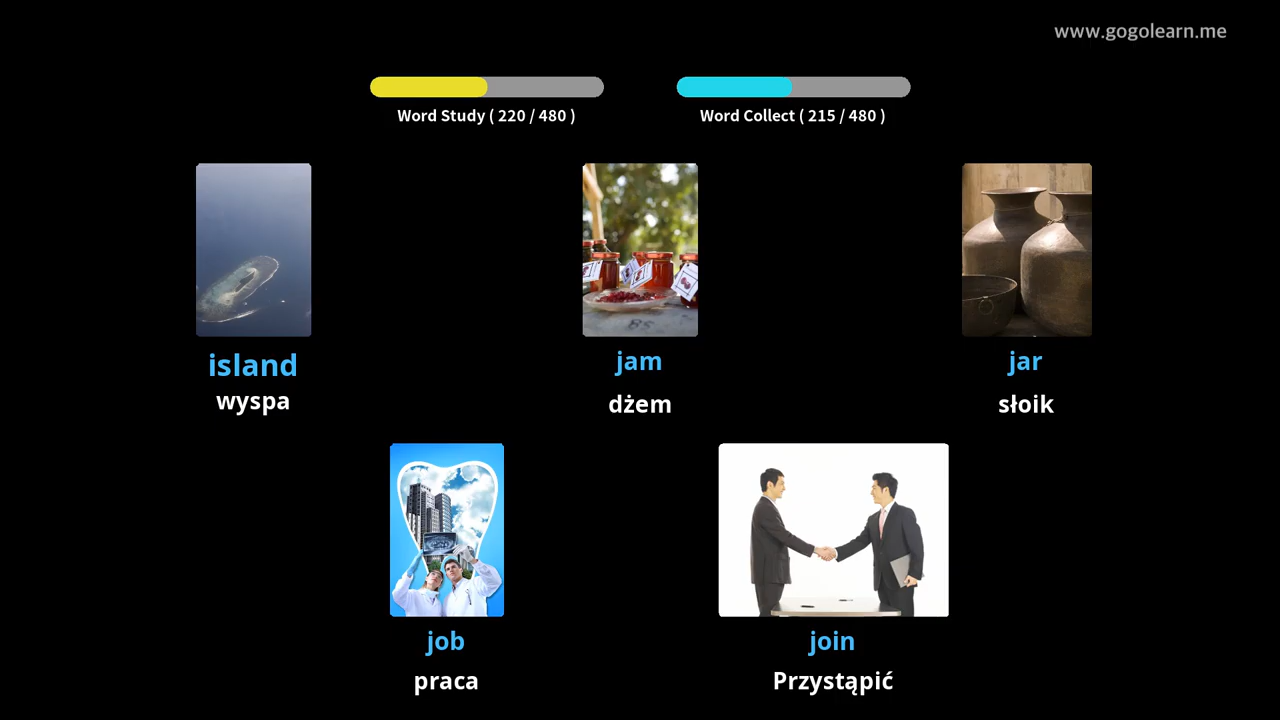 www.gogolearn.me
Word Study ( 220 / 480 )
Word Collect ( 215 / 480 )
island
wyspa
jam
dżem
jar
słoik
job
praca
join
Przystąpić